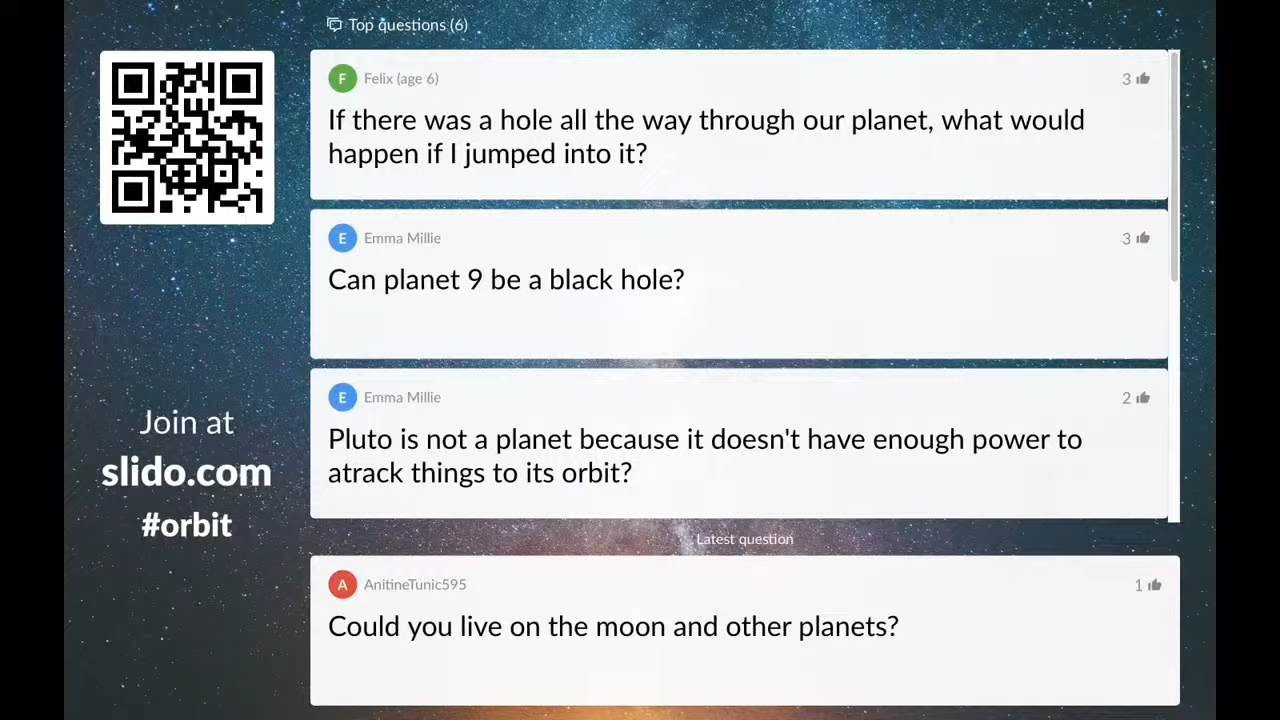 Top questions (6)
F Felix (age 6) 3
If there was a hole all the way through our planet, what would
happen if I jumped into it?
E Emma Millie 3
Can planet 9 be a black hole?
E Emma Millie 2
Pluto is not a planet because it doesn't have enough power to
atrack things to its orbit?
Join at
slido.com
#orbit
Latest question
A AnitineTunic595 1
Could you live on the moon and other planets?